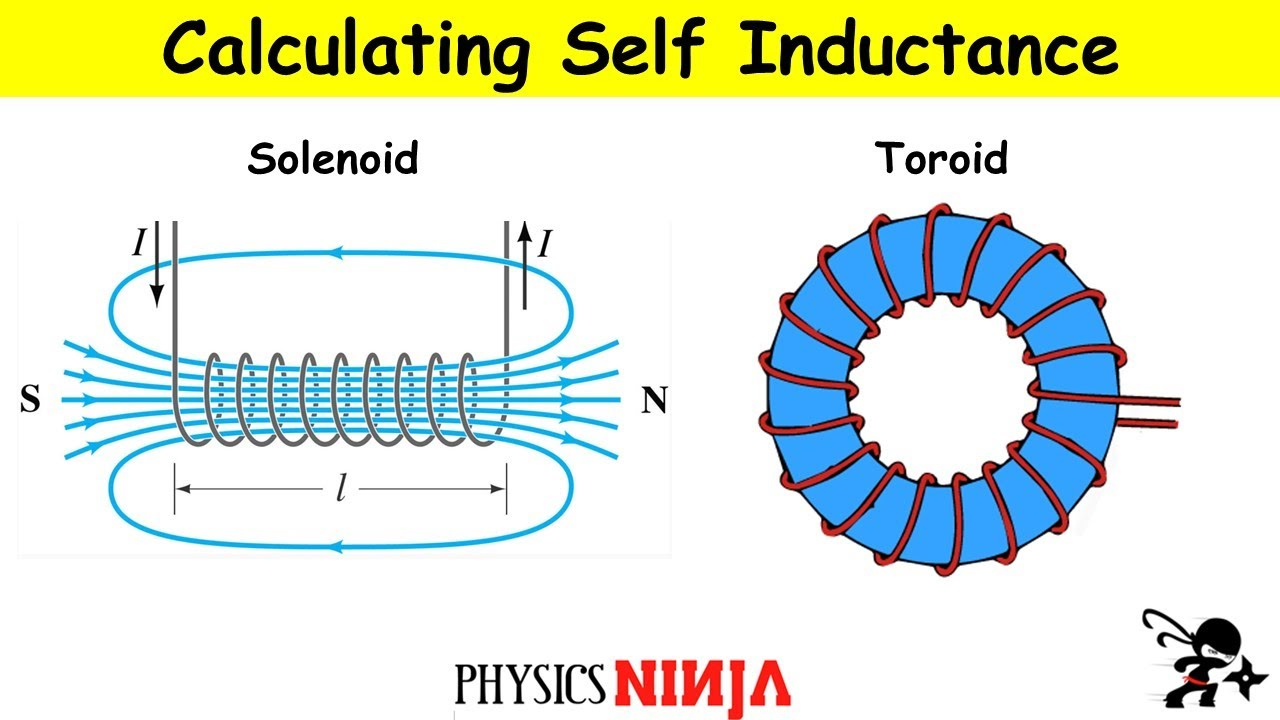 Calculating Self Inductance
Solenoid
Toroid
I
I
S
N
l
PHYSICS NINJA